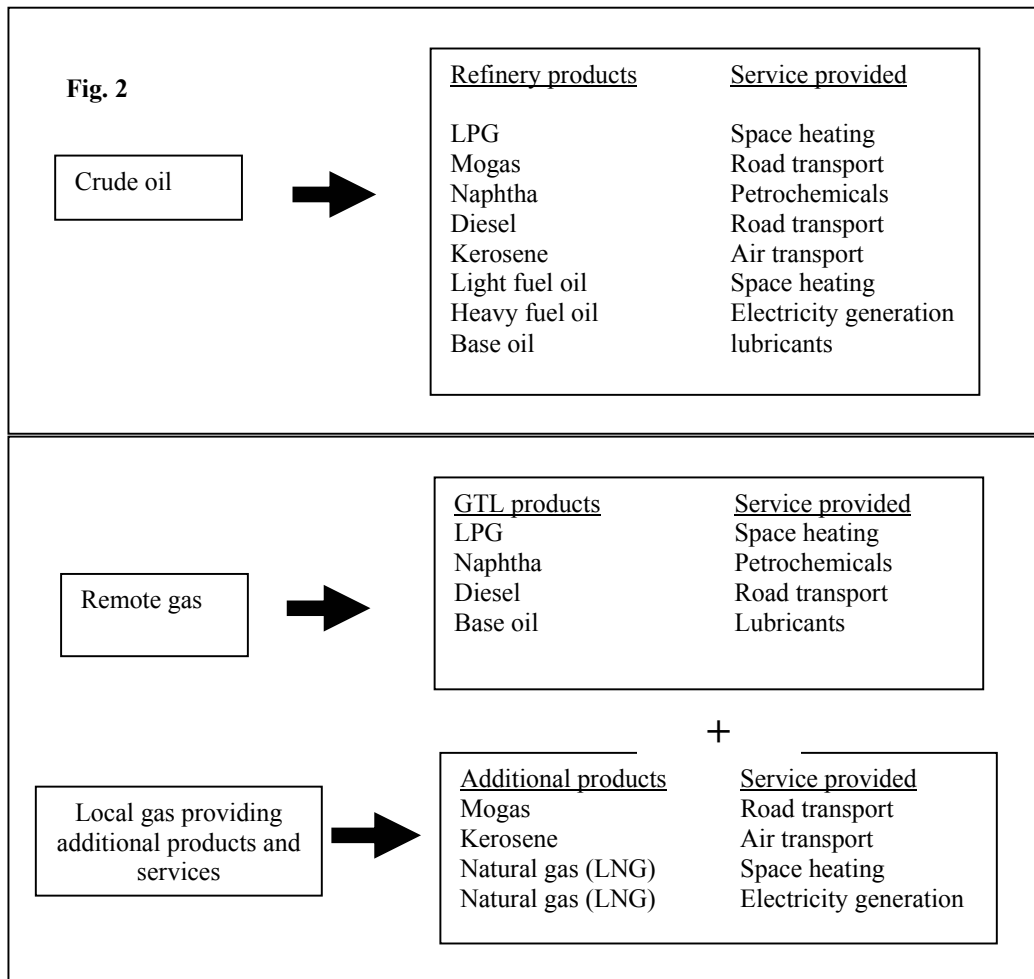 Fig. 2
Crude oil
Refinery products Service provided
LPG Space heating
Mogas Road transport
Naphtha Petrochemicals
Diesel Road transport
Kerosene Air transport
Light fuel oil Space heating
Heavy fuel oil Electricity generation
Base oil lubricants
Remote gas
GTL products Service provided
LPG Space heating
Naphtha Petrochemicals
Diesel Road transport
Base oil Lubricants
+
Local gas providing
additional products and
services
Additional products Service provided
Mogas Road transport
Kerosene Air transport
Natural gas (LNG) Space heating
Natural gas (LNG) Electricity generation